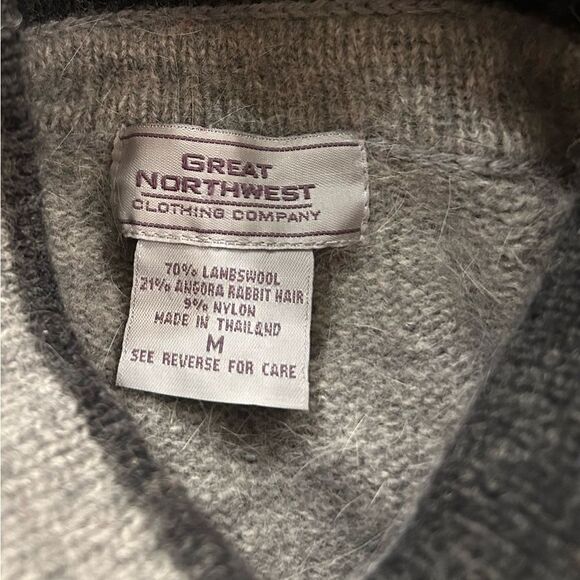 GREAT
NORTHWEST
CLOTHING COMPANY
70% LAMBSWOOL
21% ANGORA RABBIT HAIR
9% NYLON
MADE IN THAILAND
M
SEE REVERSE FOR CARE